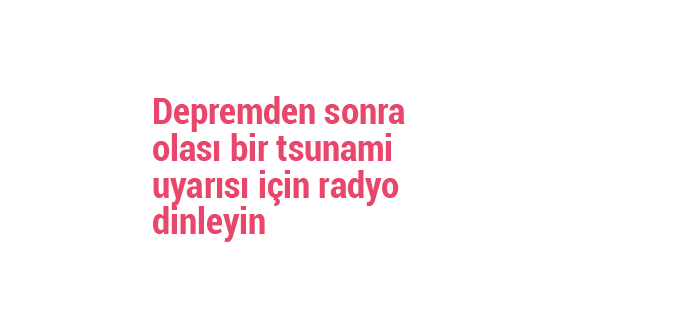 Depremden sonra
olası bir tsunami
uyarısı için radyo
dinleyin